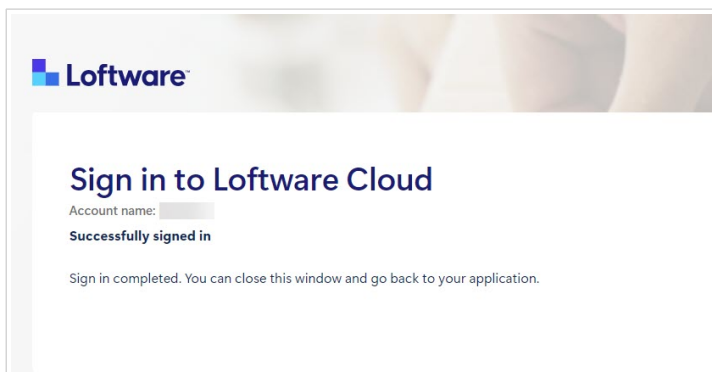 Loftware™
Sign in to Loftware Cloud
Account name:
Successfully signed in
Sign in completed. You can close this window and go back to your application.